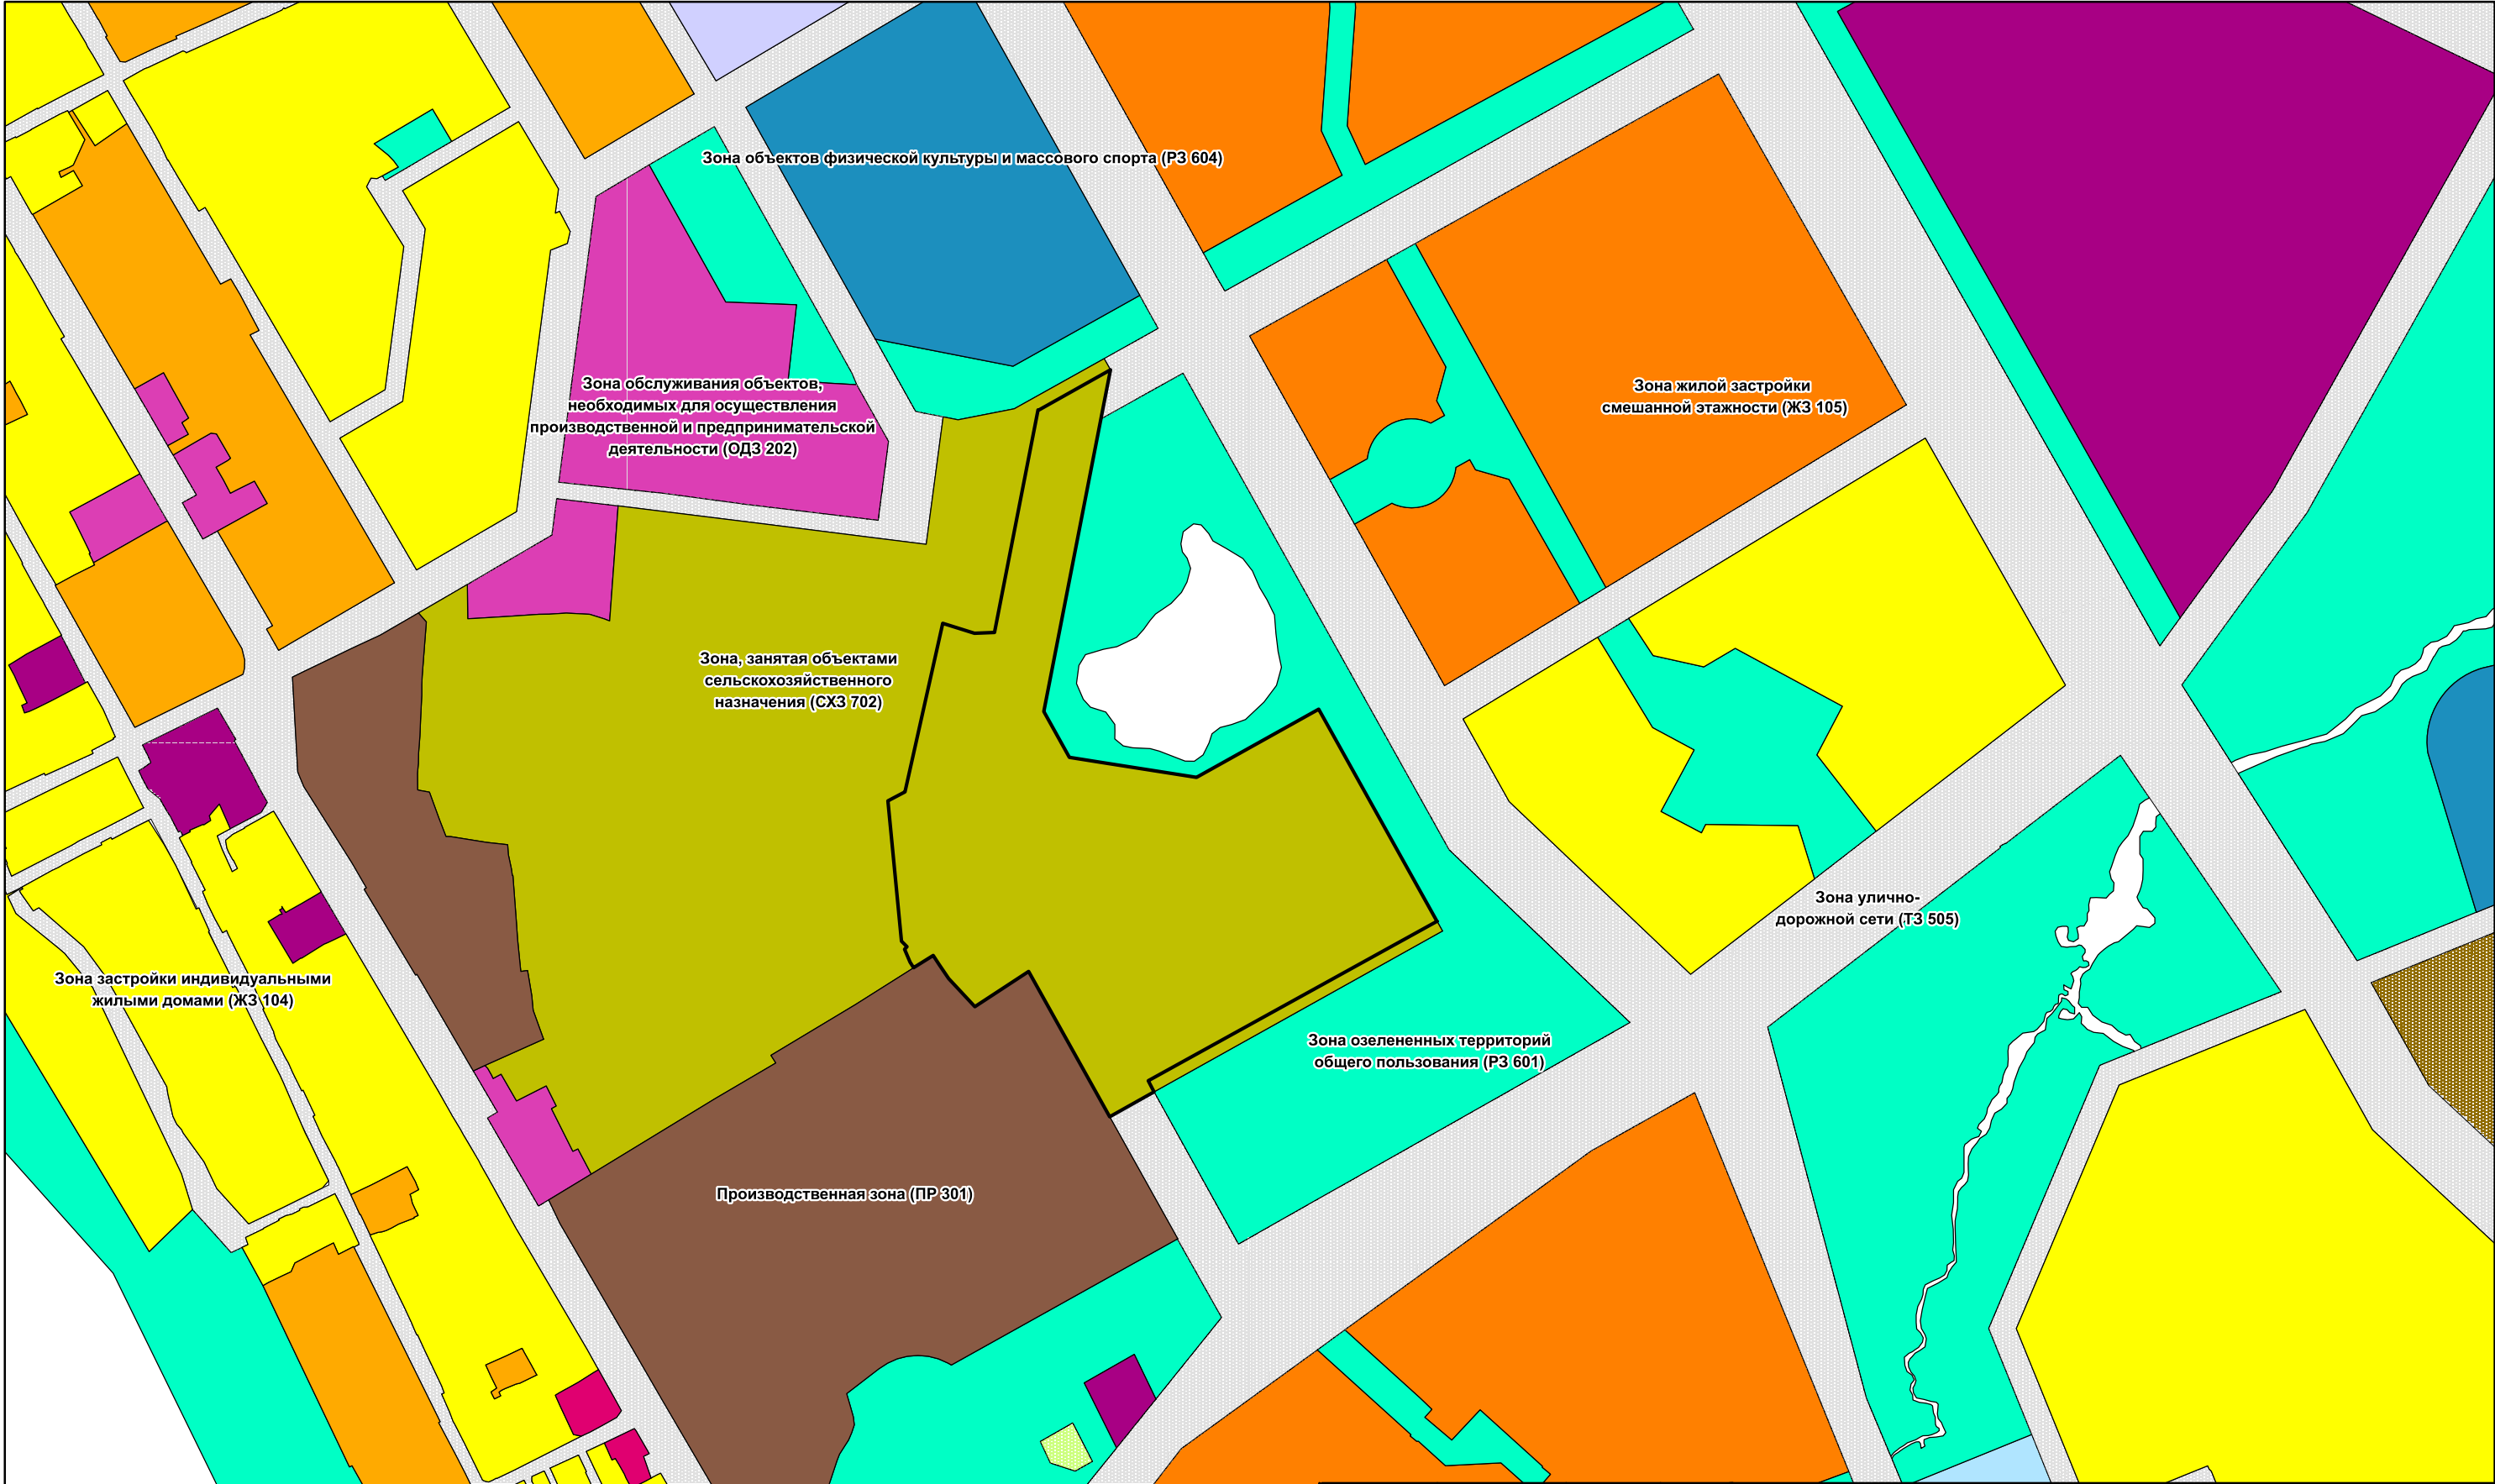 Зона объектов физической культуры и массового спорта (РЗ 604)
Зона обслуживания объектов,
необходимых для осуществления
производственной и предпринимательской
деятельности (ОДЗ 202)
Зона жилой застройки
смешанной этажности (ЖЗ 105)
Зона, занятая объектами
сельскохозяйственного
назначения (СХЗ 702)
Зона улично-
дорожной сети (ТЗ 505)
Зона застройки индивидуальными
жилыми домами (ЖЗ 104)
Зона озелененных территорий
общего пользования (РЗ 601)
Производственная зона (ПР 301)